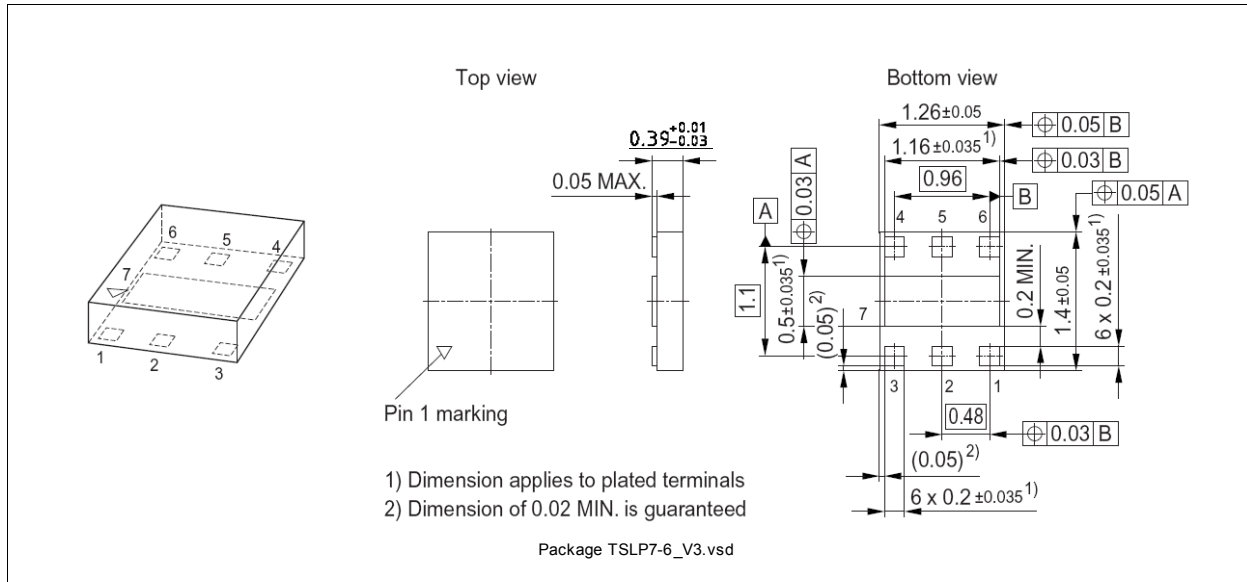 Top view
Bottom view
1.26±0.05
⌖ 0.05 B
0.39 +0.01 -0.03
1.16±0.035 1)
⌖ 0.03 B
0.05 MAX.
⌖ 0.03 A
0.96
B
⌖ 0.05 A
A
4 5 6
6 5 4
7
1.1
0.5±0.035 1)
(0.05) 2)
7
0.2 MIN.
1.4±0.05
6 x 0.2±0.035 1)
1 2 3
3 2 1
Pin 1 marking
0.48
⌖ 0.03 B
(0.05) 2)
6 x 0.2±0.035 1)
1) Dimension applies to plated terminals
2) Dimension of 0.02 MIN. is guaranteed
Package TSLP7-6_V3.vsd